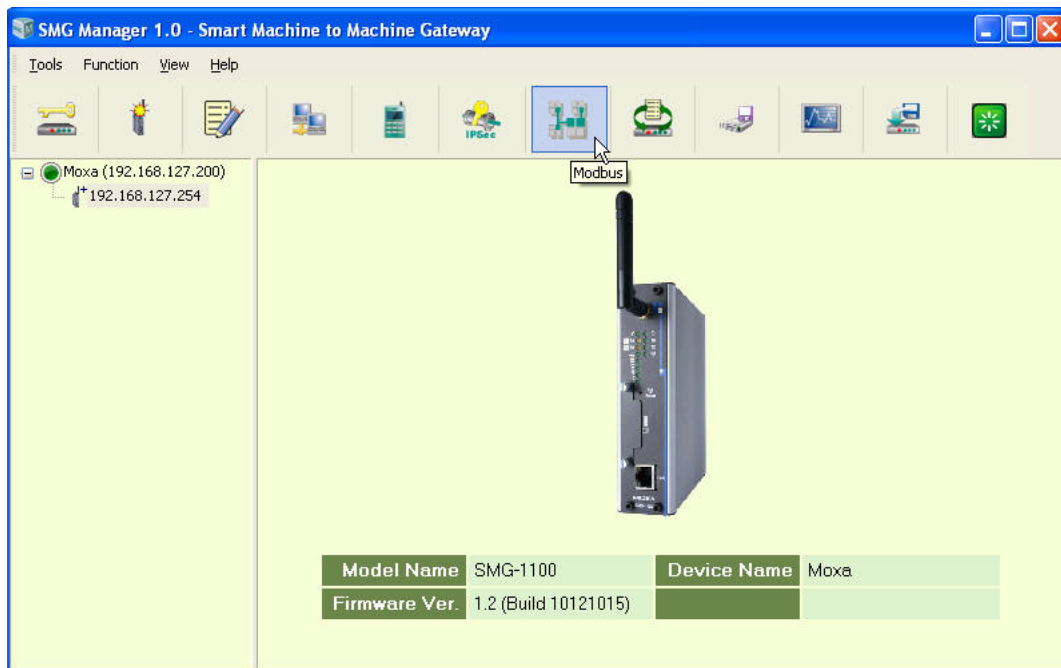 SMG Manager 1.0 - Smart Machine to Machine Gateway
Tools Function View Help
IPSec
Modbus
Moxa (192.168.127.200)
192.168.127.254
Model Name SMG-1100 Device Name Moxa
Firmware Ver. 1.2 (Build 10121015)